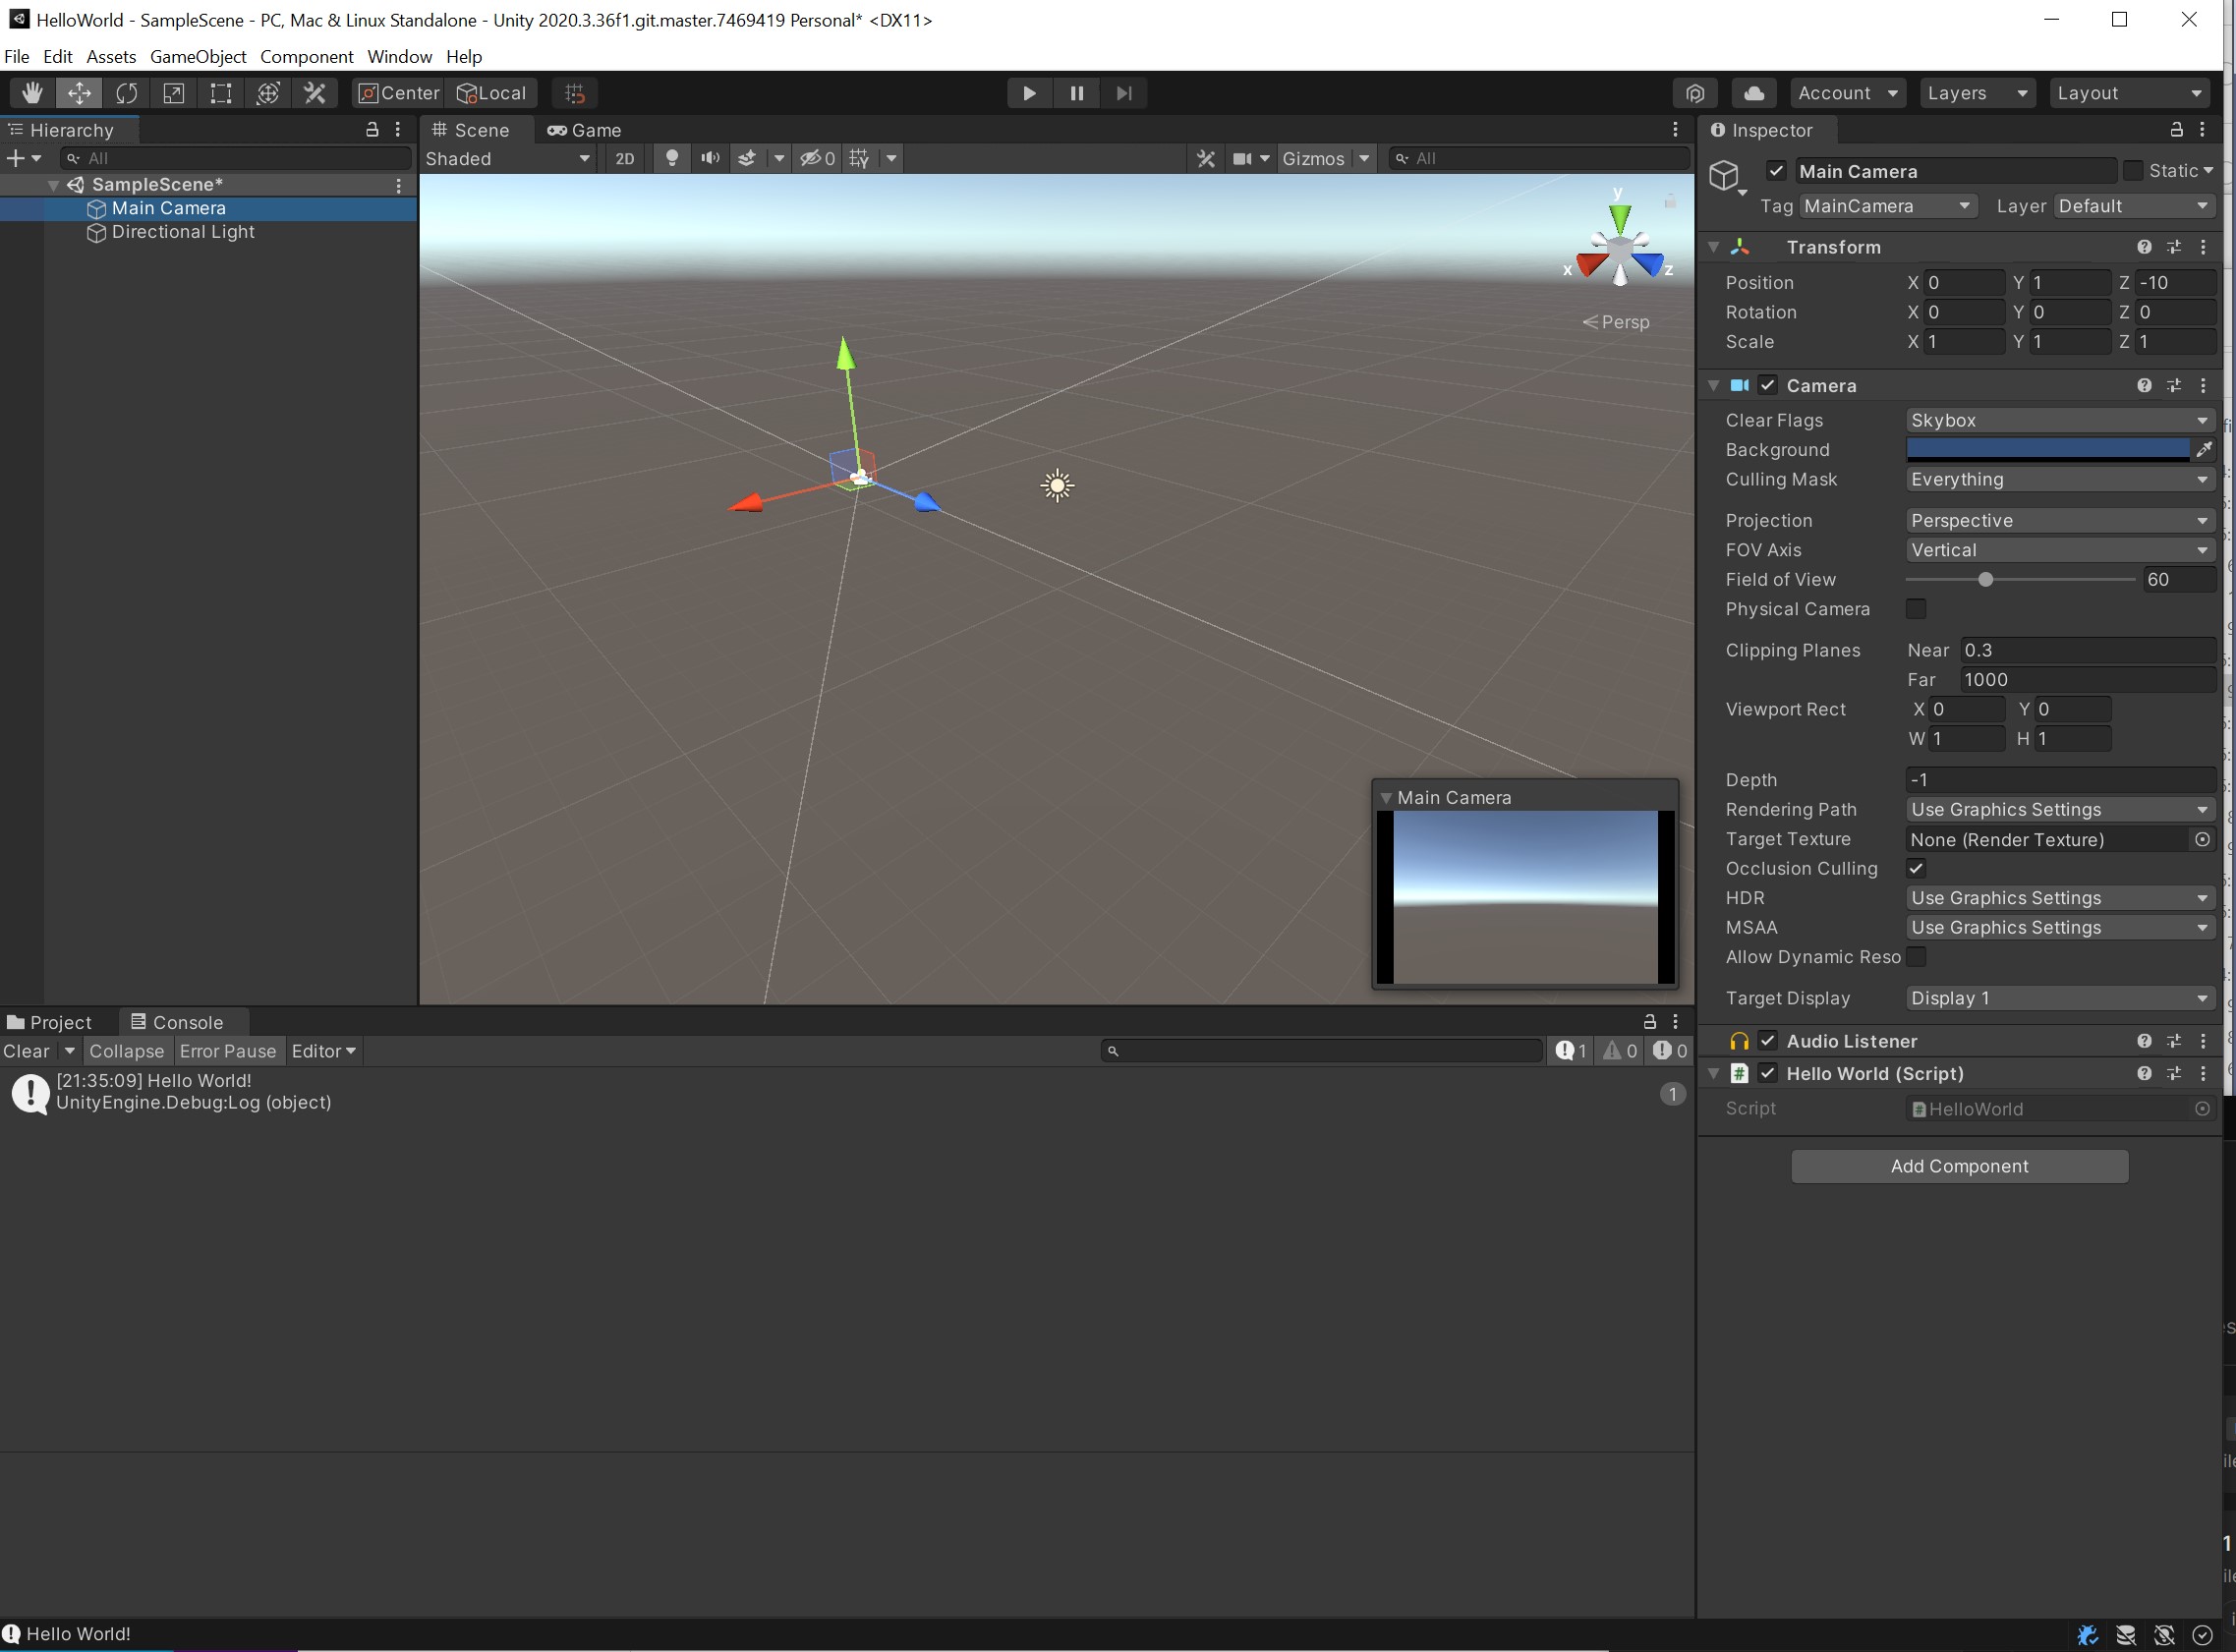 HelloWorld - SampleScene - PC, Mac & Linux Standalone - Unity 2020.3.36f1.git.master.7469419 Personal* <DX11>
File Edit Assets GameObject Component Window Help
Center Local Account Layers Layout
Hierarchy
All
SampleScene*
Main Camera
Directional Light
Scene Game
Shaded 2D 0 Gizmos All
y
x z
Persp
Main Camera
Inspector
Main Camera Static
Tag MainCamera Layer Default
Transform
Position X 0 Y 1 Z -10
Rotation X 0 Y 0 Z 0
Scale X 1 Y 1 Z 1
Camera
Clear Flags Skybox
Background
Culling Mask Everything
Projection Perspective
FOV Axis Vertical
Field of View 60
Physical Camera
Clipping Planes Near 0.3
Far 1000
Viewport Rect X 0 Y 0
W 1 H 1
Depth -1
Rendering Path Use Graphics Settings
Target Texture None (Render Texture)
Occlusion Culling
HDR Use Graphics Settings
MSAA Use Graphics Settings
Allow Dynamic Reso
Target Display Display 1
Audio Listener
Hello World (Script)
Script HelloWorld
Add Component
Project Console
Clear Collapse Error Pause Editor 1 0 0
[21:35:09] Hello World!
UnityEngine.Debug:Log (object)
1
Hello World!